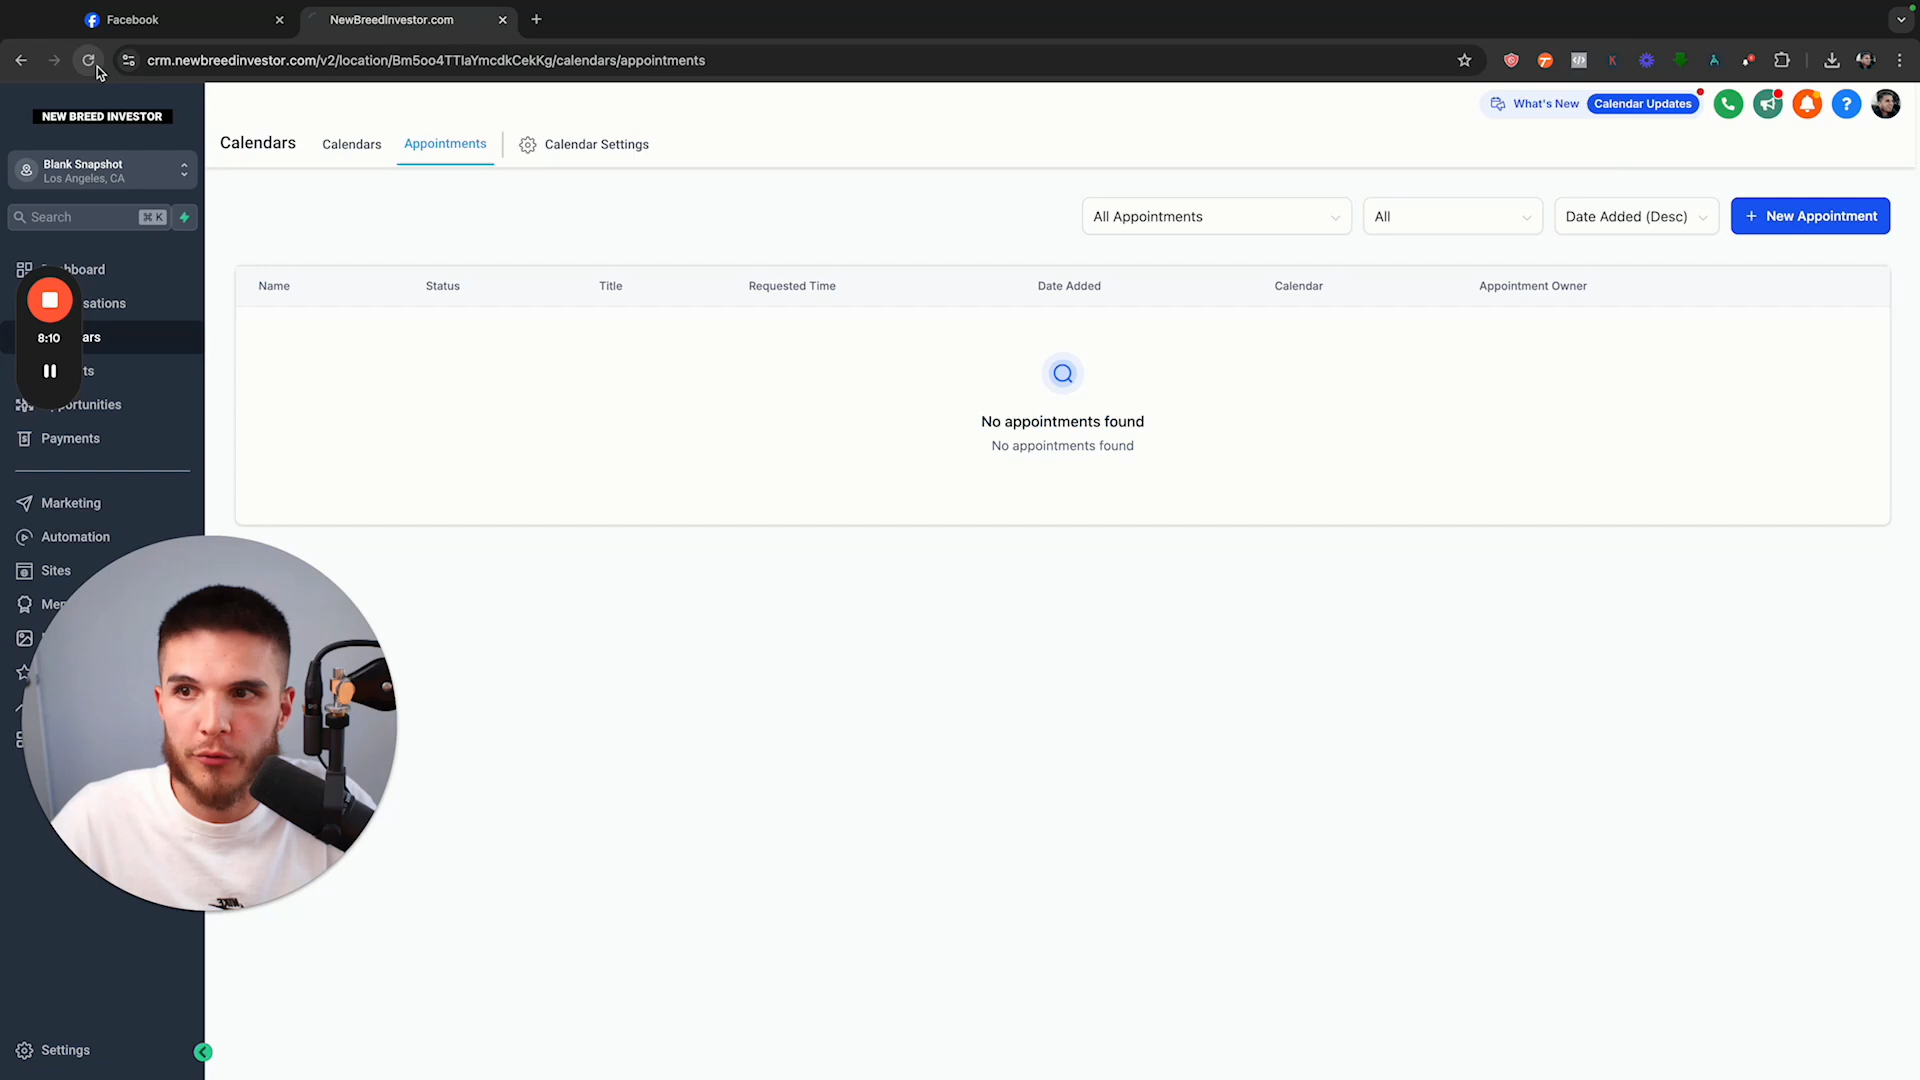 Facebook
NewBreedInvestor.com
crm.newbreedinvestor.com/v2/location/Bm5oo4TTIaYmcdkCekKg/calendars/appointments
NEW BREED INVESTOR
Blank Snapshot
Los Angeles, CA
Search
⌘ K
What's New
Calendar Updates
Calendars
Calendars
Appointments
Calendar Settings
All Appointments
All
Date Added (Desc)
+ New Appointment
Name
Status
Title
Requested Time
Date Added
Calendar
Appointment Owner
No appointments found
No appointments found
board
sations
8:10
ars
ts
ortunities
Payments
Marketing
Automation
Sites
Me
NIKE
Settings